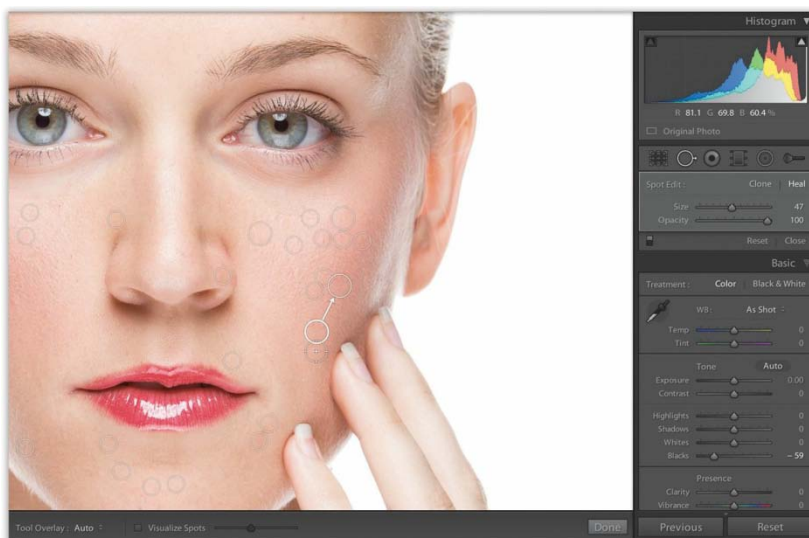 Histogram
R 81.1 G 69.8 B 60.4 %
Original Photo
Spot Edit : Clone | Heal
Size 47
Opacity 100
Reset | Close
Basic
Treatment : Color | Black & White
WB : As Shot
Temp 0
Tint 0
Tone Auto
Exposure 0.00
Contrast 0
Highlights 0
Shadows 0
Whites 0
Blacks – 59
Presence
Clarity 0
Vibrance 0
Tool Overlay : Auto Visualize Spots Done
Previous Reset